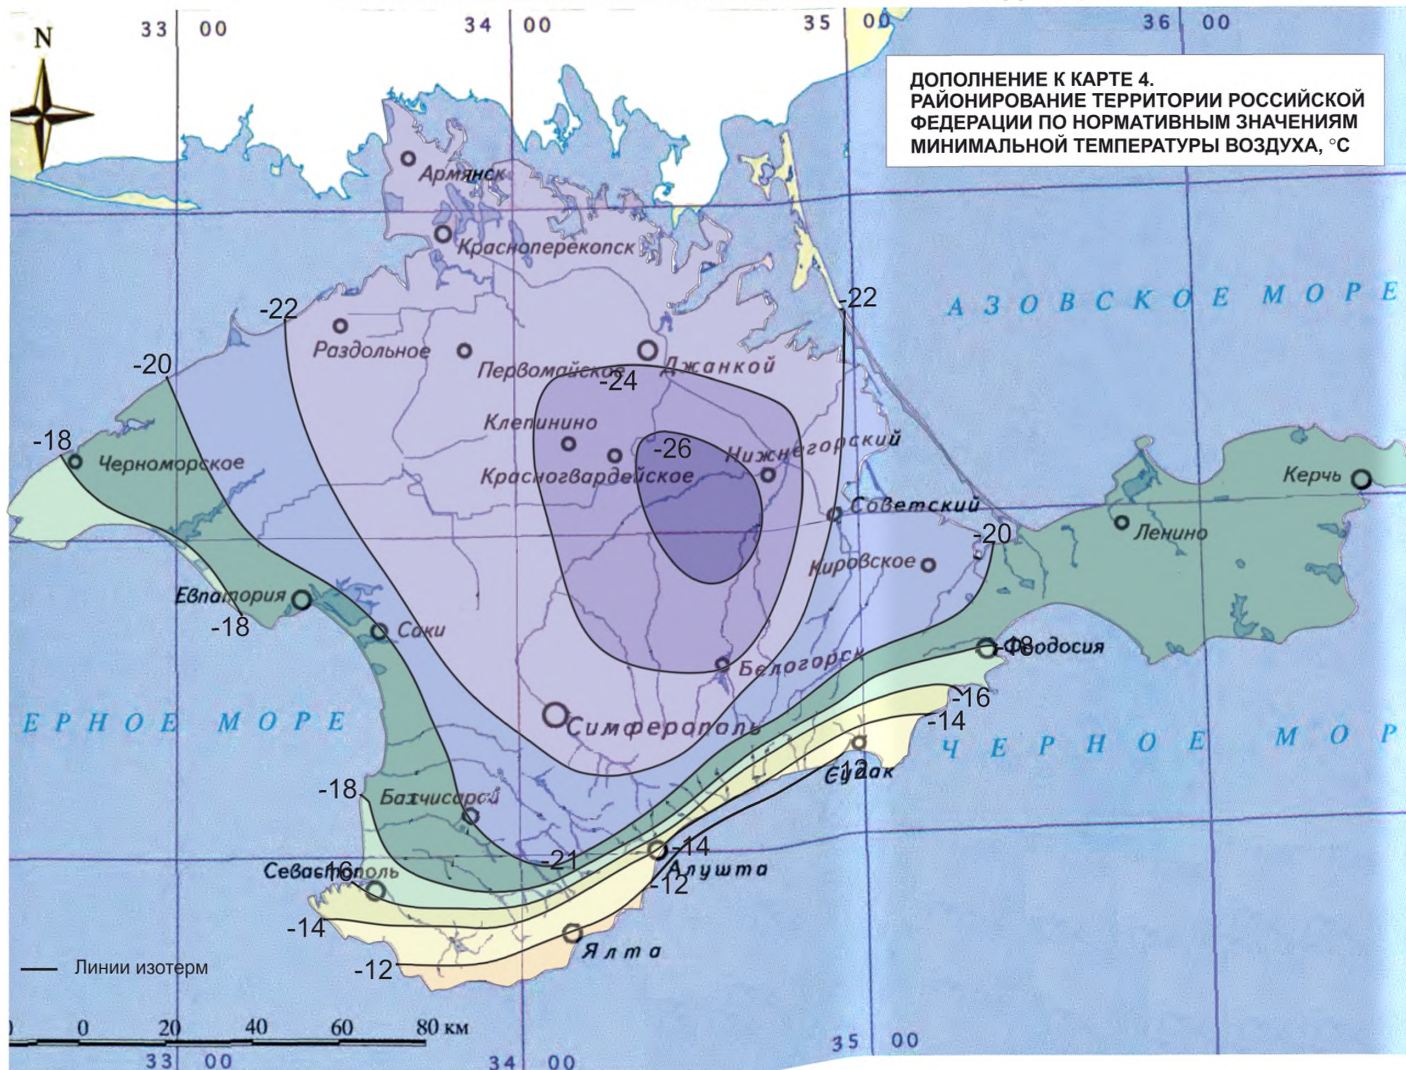 33 00
34 00
35 00
36 00
N
ДОПОЛНЕНИЕ К КАРТЕ 4.
РАЙОНИРОВАНИЕ ТЕРРИТОРИИ РОССИЙСКОЙ
ФЕДЕРАЦИИ ПО НОРМАТИВНЫМ ЗНАЧЕНИЯМ
МИНИМАЛЬНОЙ ТЕМПЕРАТУРЫ ВОЗДУХА, °С
Армянск
Красноперекопск
АЗОВСКОЕ МОРЕ
-22
-22
Раздольное
Первомайское
Джанкой
-20
-24
Клепинино
-18
-26
Нижнегорский
Черноморское
Красногвардейское
Керчь
Советский
-20
Ленино
Кировское
Евпатория
-18
Саки
-18
Феодосия
Белогорск
-16
ЕРНОЕ МОРЕ
-14
Симферополь
ЧЕРНОЕ МОР
-12
Судак
-18
Бахчисарай
-14
-21
Севастополь
-16
Алушта
-12
-14
Ялта
-12
Линии изотерм
0 20 40 60 80 км
33 00
34 00
35 00